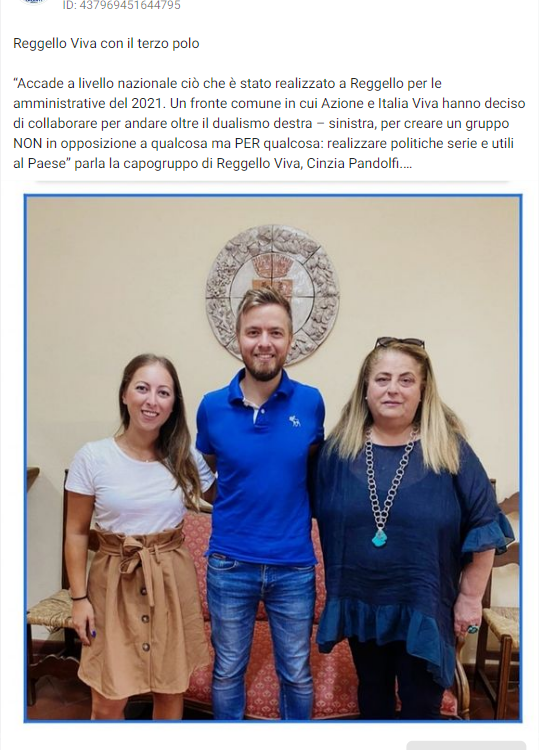 ID: 437969451644795
Reggello Viva con il terzo polo
“Accade a livello nazionale ciò che è stato realizzato a Reggello per le
amministrative del 2021. Un fronte comune in cui Azione e Italia Viva hanno deciso
di collaborare per andare oltre il dualismo destra – sinistra, per creare un gruppo
NON in opposizione a qualcosa ma PER qualcosa: realizzare politiche serie e utili
al Paese” parla la capogruppo di Reggello Viva, Cinzia Pandolfi....